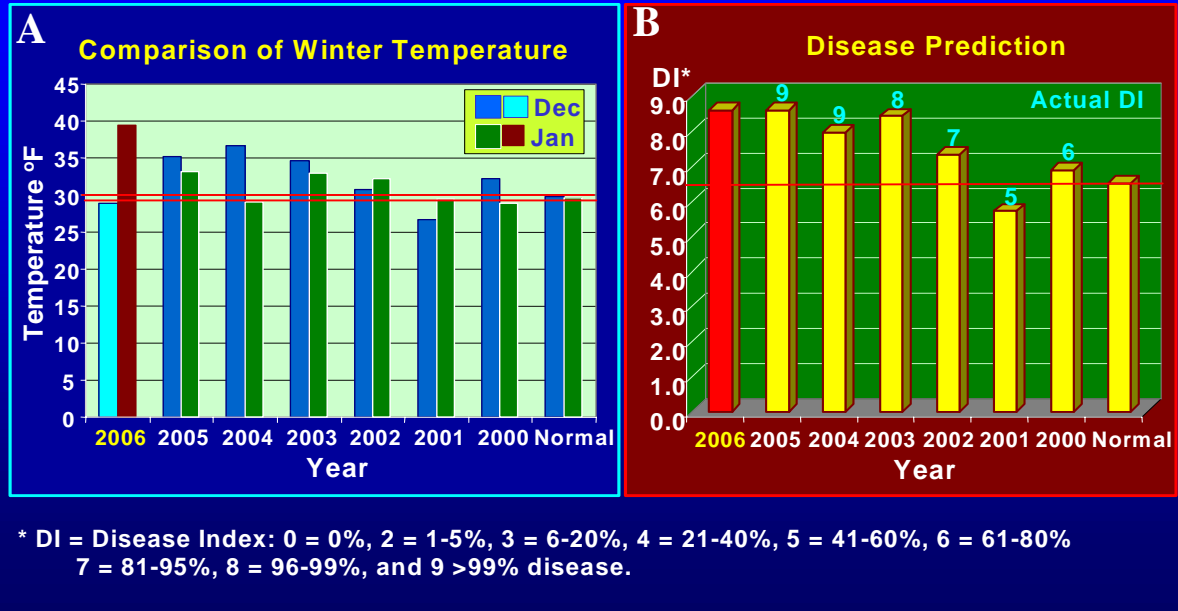 A
Comparison of Winter Temperature
45
40
35
30
25
20
15
10
5
0
Temperature ºF
Dec
Jan
2006 2005 2004 2003 2002 2001 2000 Normal
Year
B
Disease Prediction
DI*
9.0
8.0
7.0
6.0
5.0
4.0
3.0
2.0
1.0
0.0
Actual DI
9 9 8 7 5 6
2006 2005 2004 2003 2002 2001 2000 Normal
Year
* DI = Disease Index: 0 = 0%, 2 = 1-5%, 3 = 6-20%, 4 = 21-40%, 5 = 41-60%, 6 = 61-80%
7 = 81-95%, 8 = 96-99%, and 9 >99% disease.